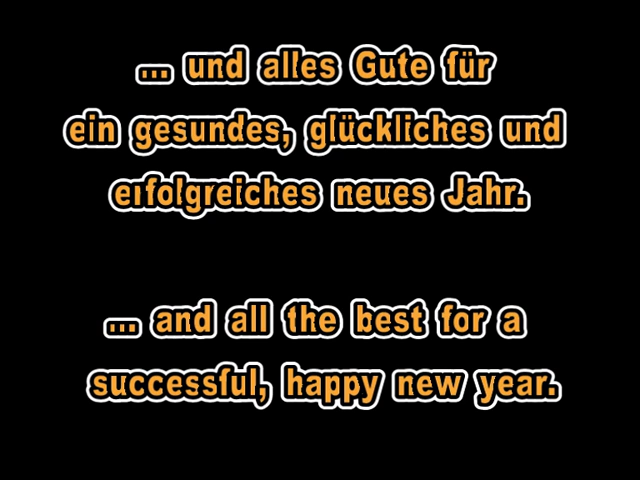 ... und alles Gute für
ein gesundes, glückliches und
erfolgreiches neues Jahr.
... and all the best for a
successful, happy new year.